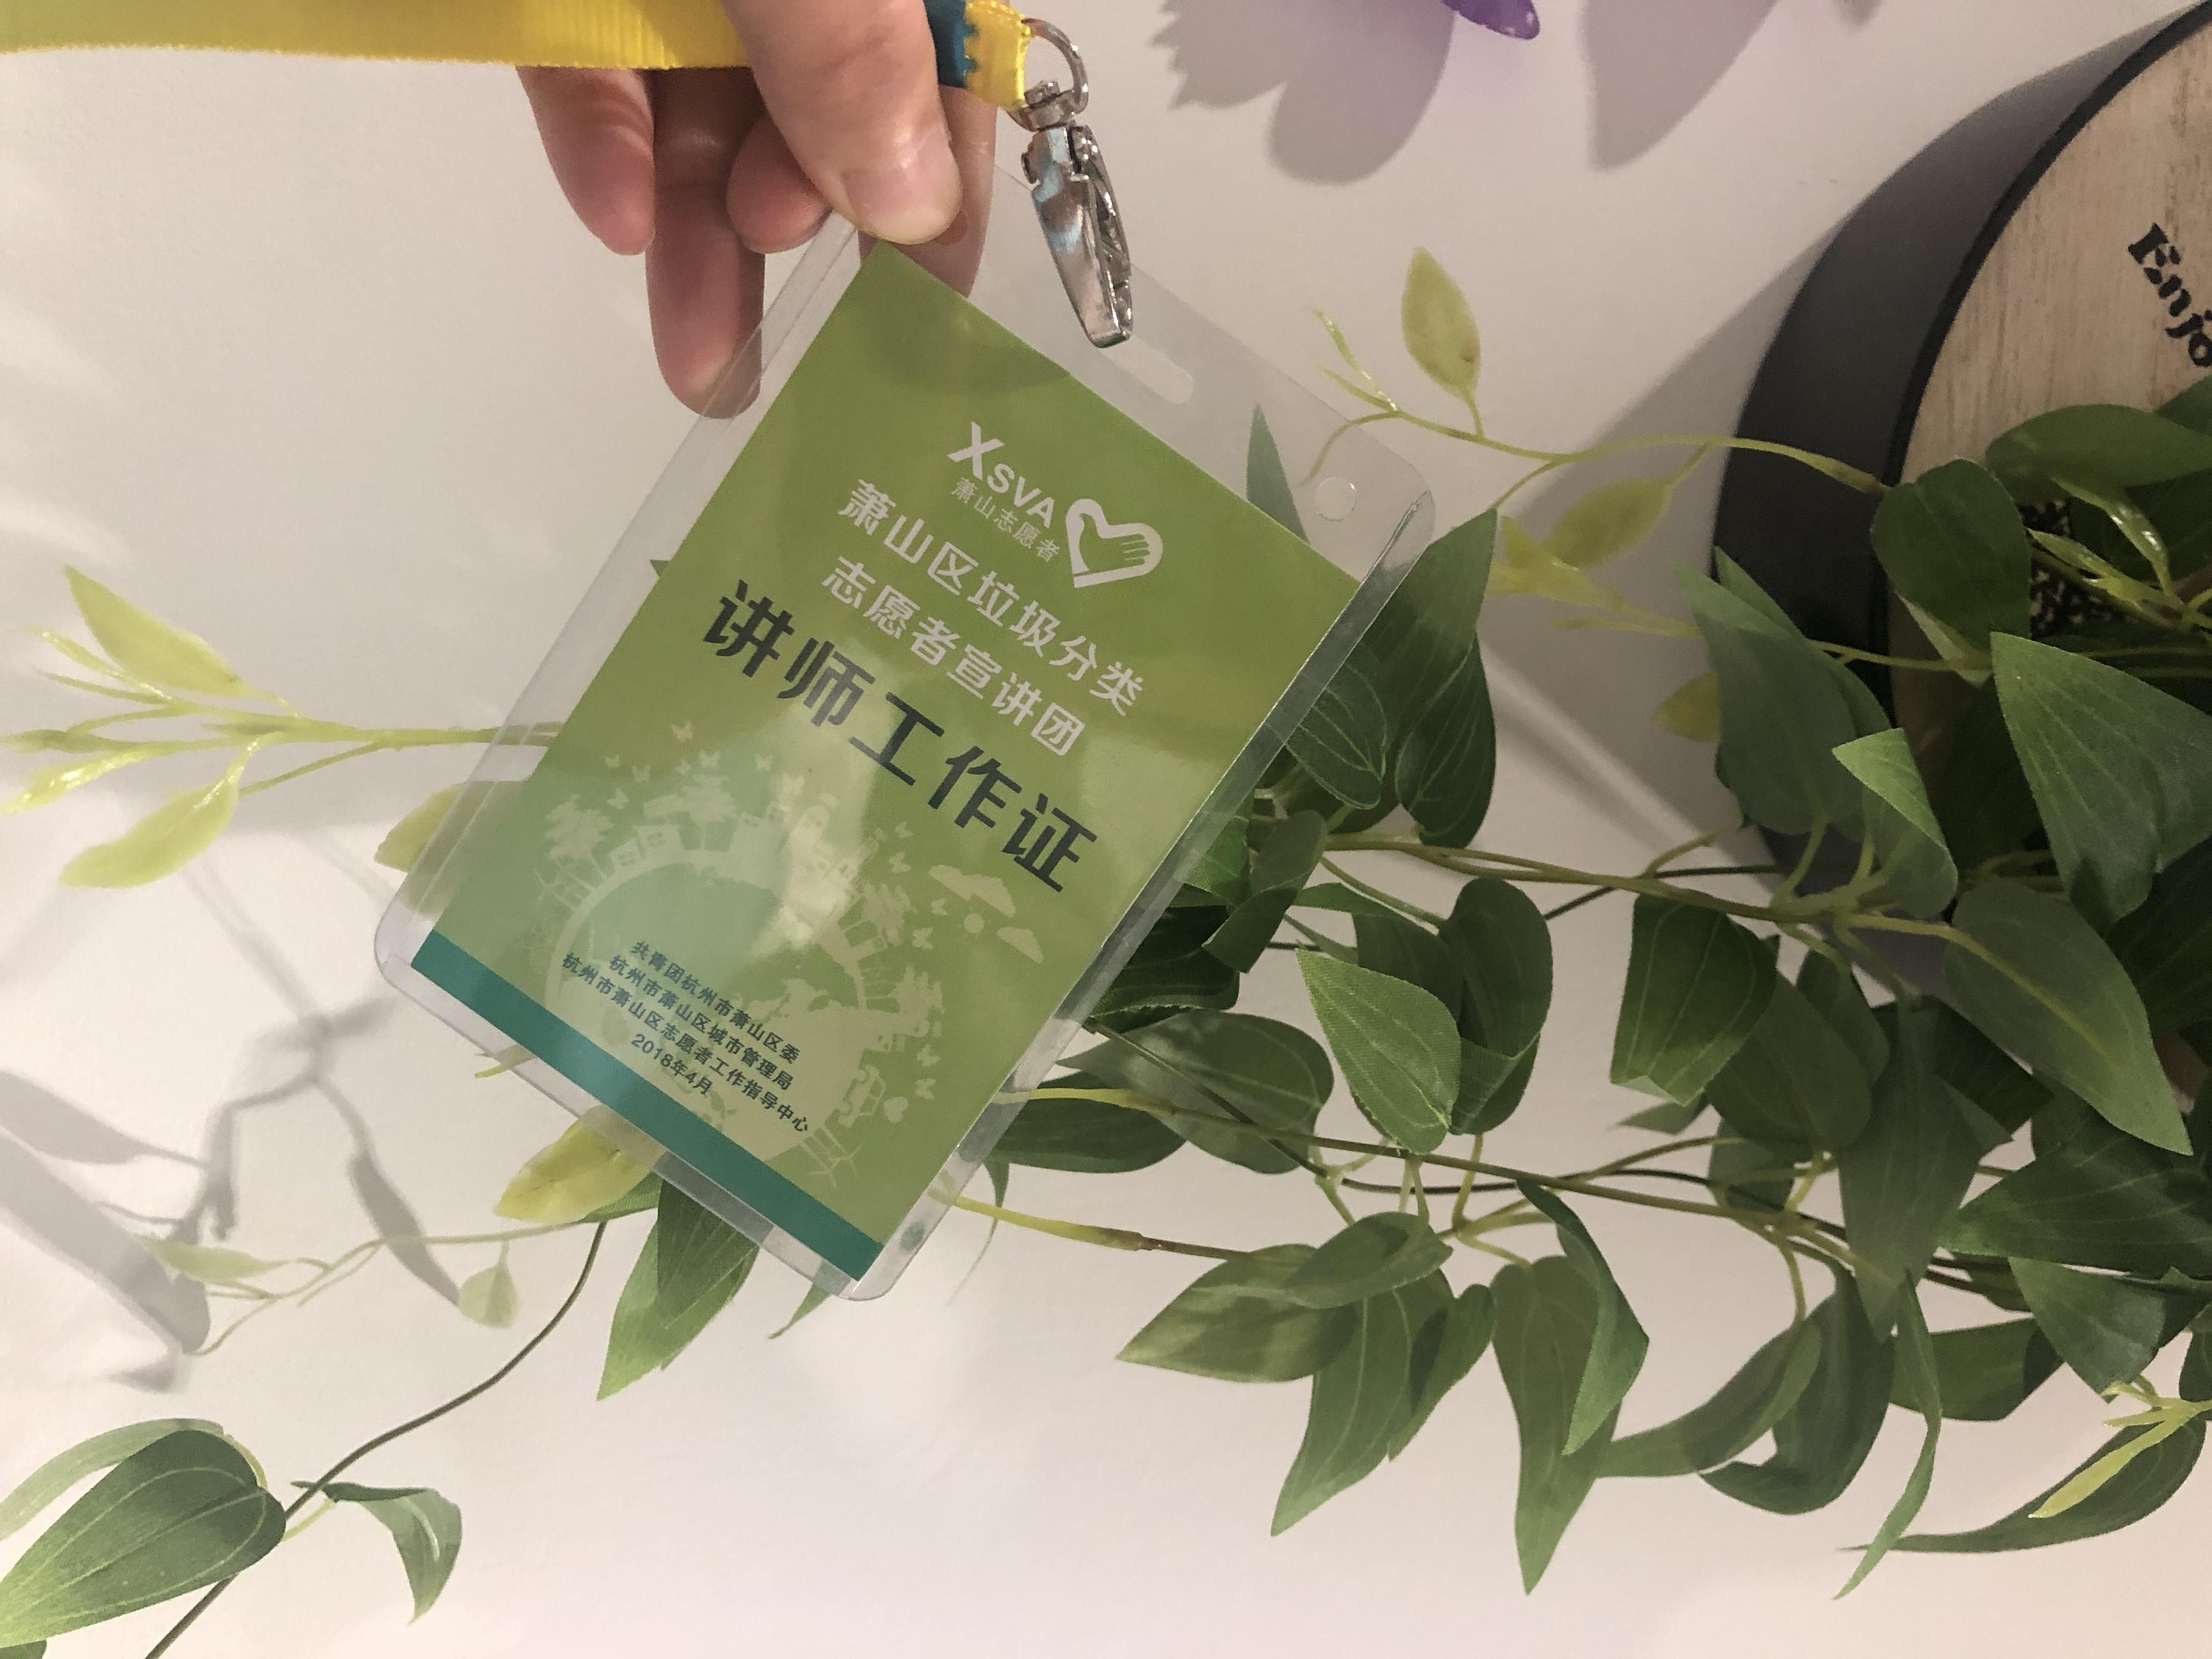 XSVA
萧山志愿者
萧山区垃圾分类
志愿者宣讲团
讲师工作证
共青团杭州市萧山区委
杭州市萧山区城市管理局
杭州市萧山区志愿者工作指导中心
2018年4月
Enjo